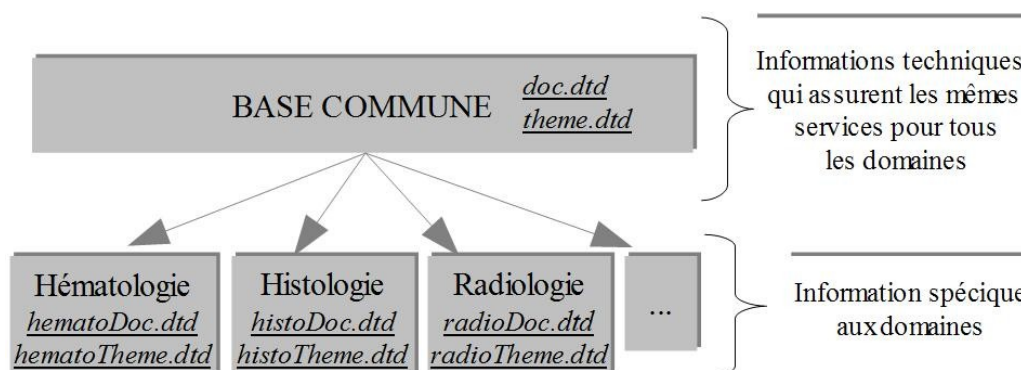 BASE COMMUNE
doc.dtd
theme.dtd
Informations techniques
qui assurent les mêmes
services pour tous
les domaines
Hématologie
hematoDoc.dtd
hematoTheme.dtd
Histologie
histoDoc.dtd
histoTheme.dtd
Radiologie
radioDoc.dtd
radioTheme.dtd
...
Information spécique
aux domaines